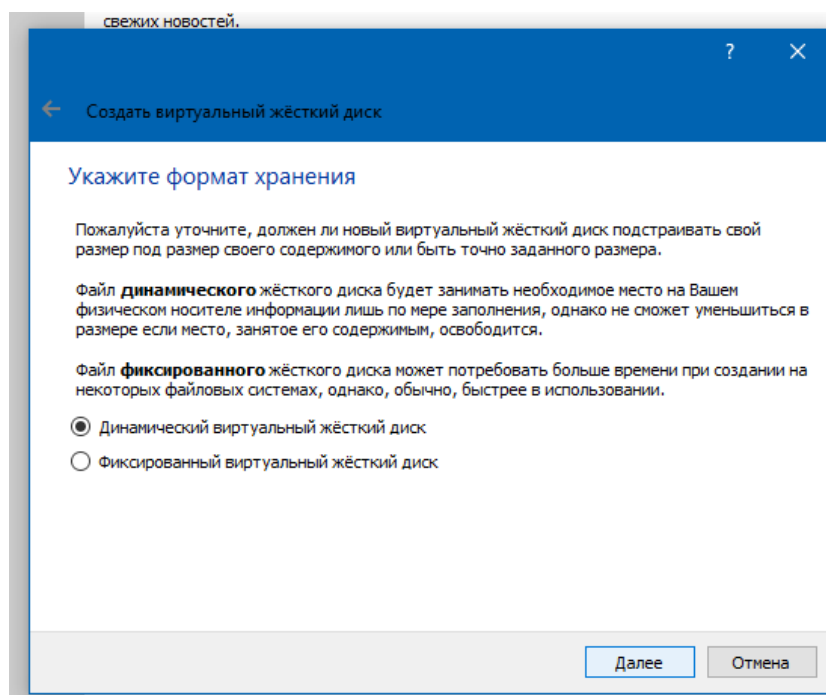 свежих новостей.
?
Создать виртуальный жёсткий диск
Укажите формат хранения
Пожалуйста уточните, должен ли новый виртуальный жёсткий диск подстраивать свой
размер под размер своего содержимого или быть точно заданного размера.
Файл динамического жёсткого диска будет занимать необходимое место на Вашем
физическом носителе информации лишь по мере заполнения, однако не сможет уменьшиться в
размере если место, занятое его содержимым, освободится.
Файл фиксированного жёсткого диска может потребовать больше времени при создании на
некоторых файловых системах, однако, обычно, быстрее в использовании.
Динамический виртуальный жёсткий диск
Фиксированный виртуальный жёсткий диск
Далее
Отмена